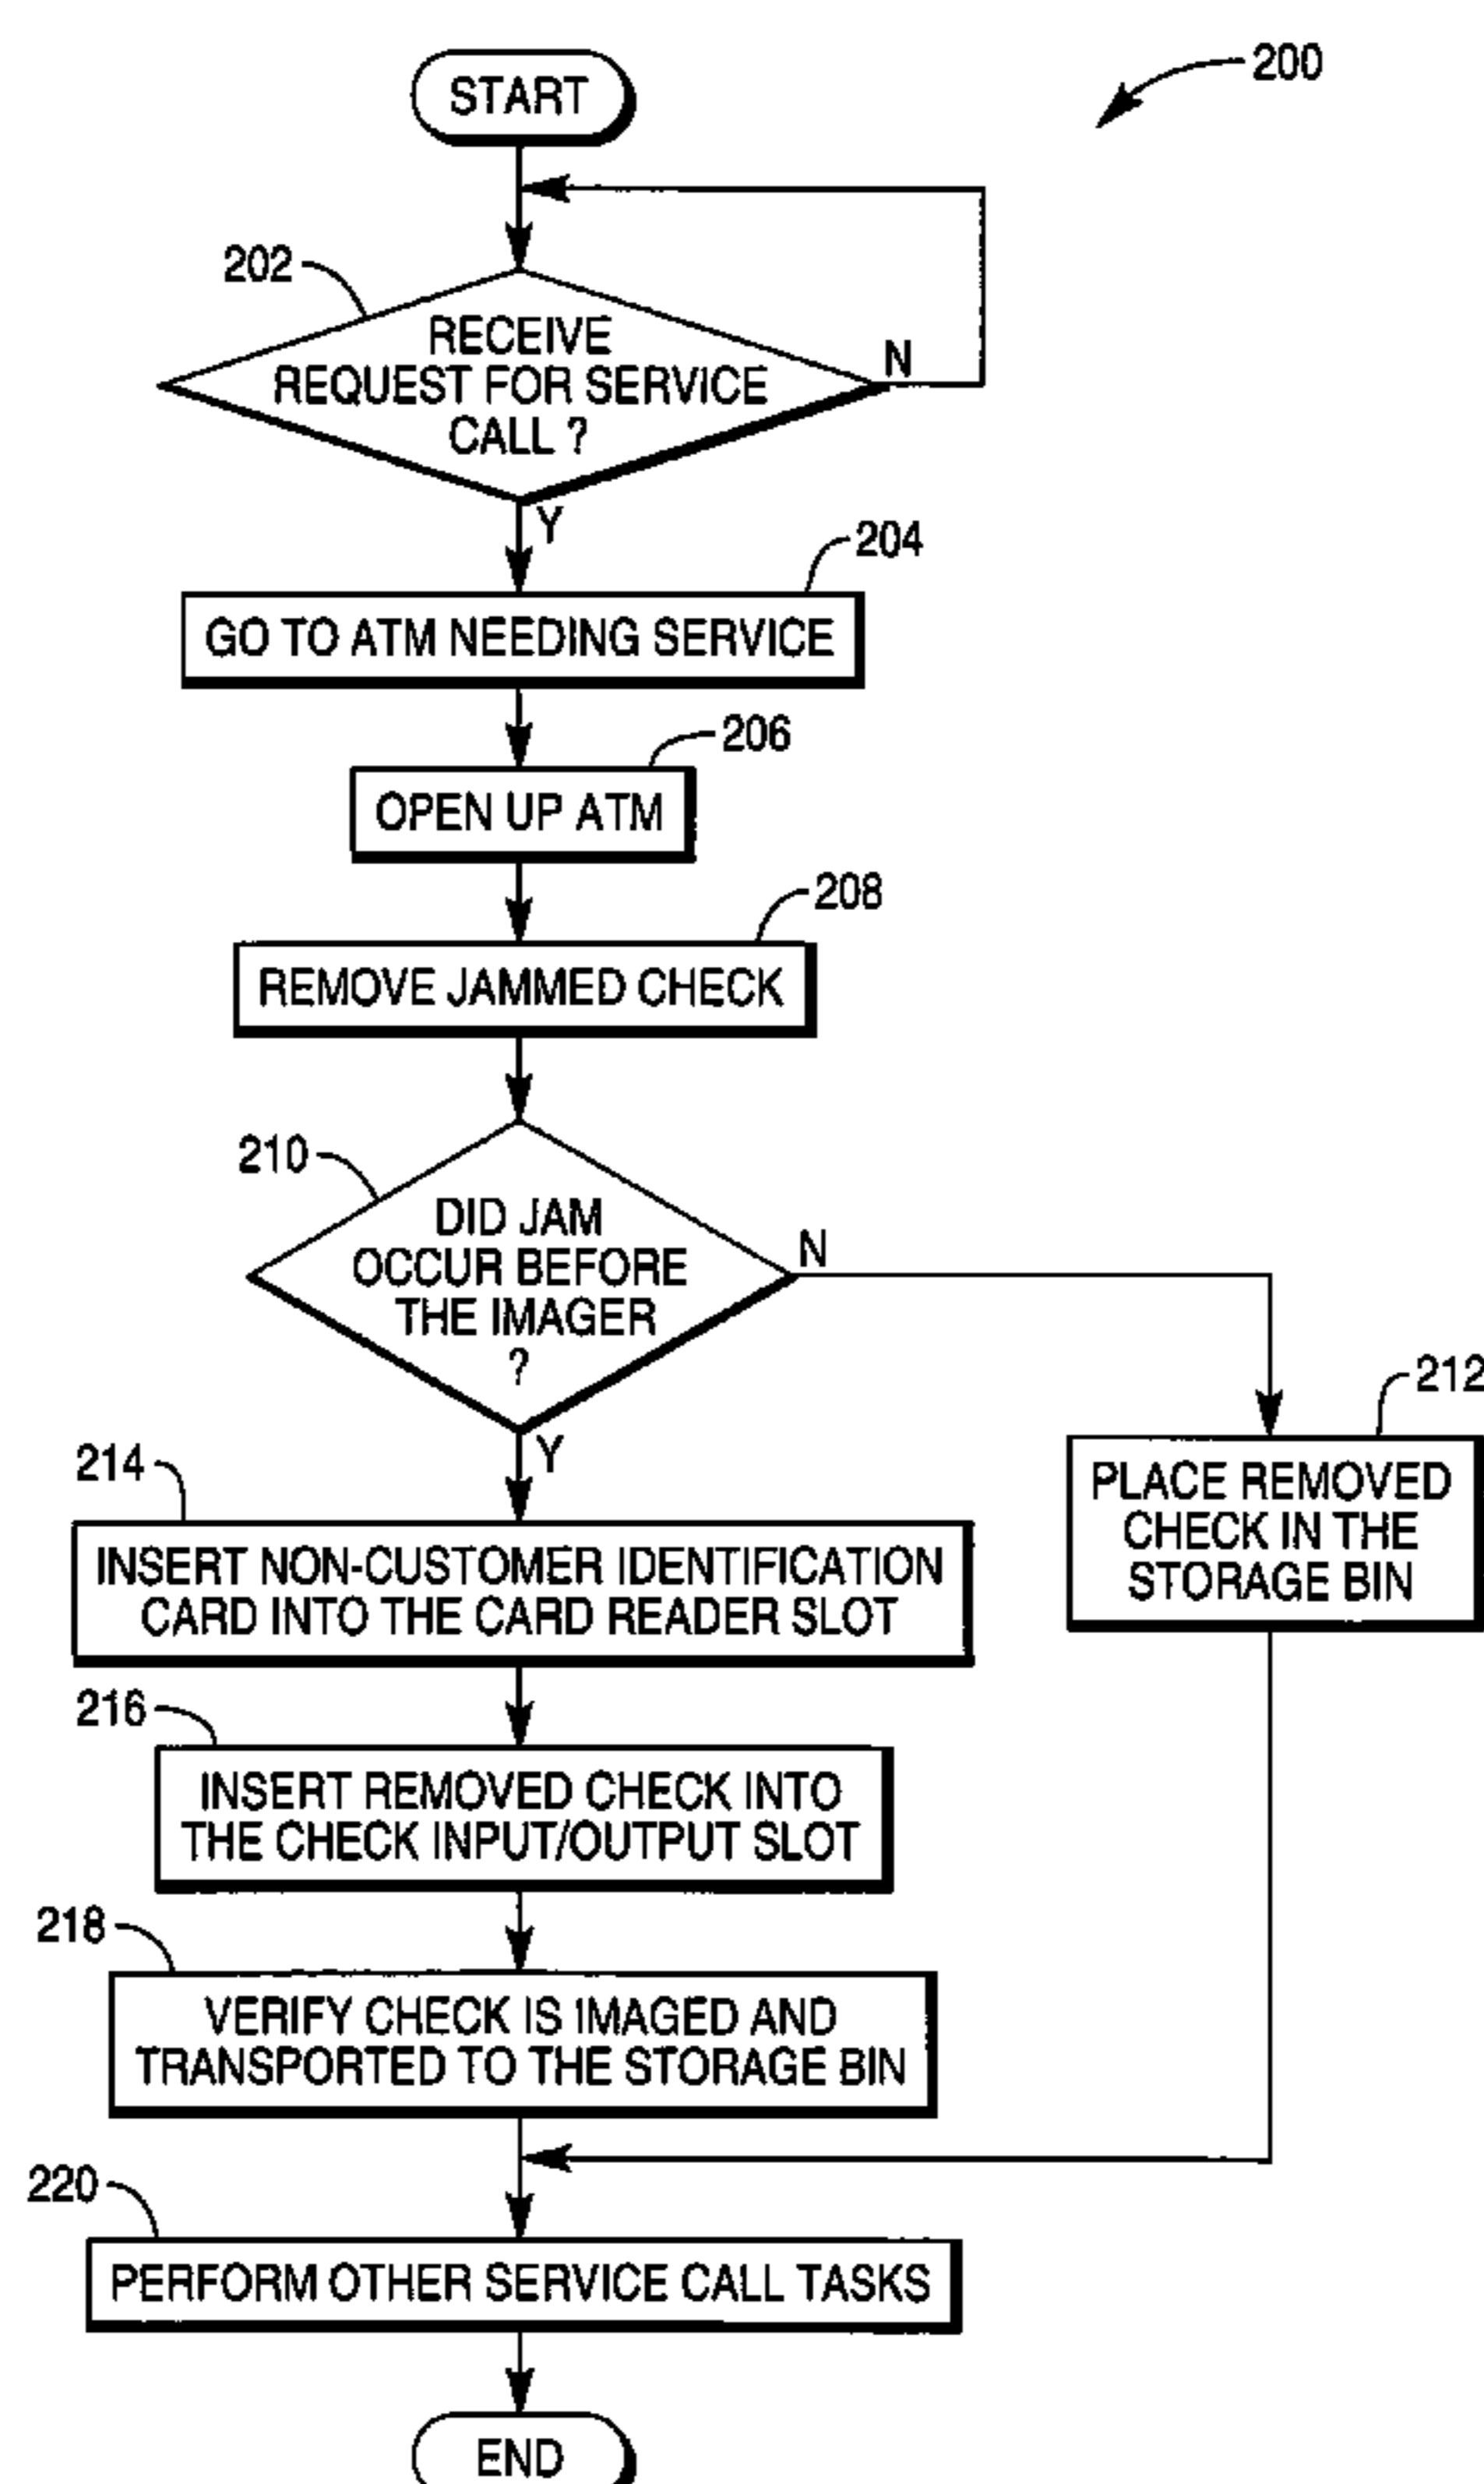 START
200
202
RECEIVE
REQUEST FOR SERVICE
CALL ?
N
Y
204
GO TO ATM NEEDING SERVICE
206
OPEN UP ATM
208
REMOVE JAMMED CHECK
210
DID JAM
OCCUR BEFORE
THE IMAGER
?
N
Y
212
PLACE REMOVED
CHECK IN THE
STORAGE BIN
214
INSERT NON-CUSTOMER IDENTIFICATION
CARD INTO THE CARD READER SLOT
216
INSERT REMOVED CHECK INTO
THE CHECK INPUT/OUTPUT SLOT
218
VERIFY CHECK IS IMAGED AND
TRANSPORTED TO THE STORAGE BIN
220
PERFORM OTHER SERVICE CALL TASKS
END